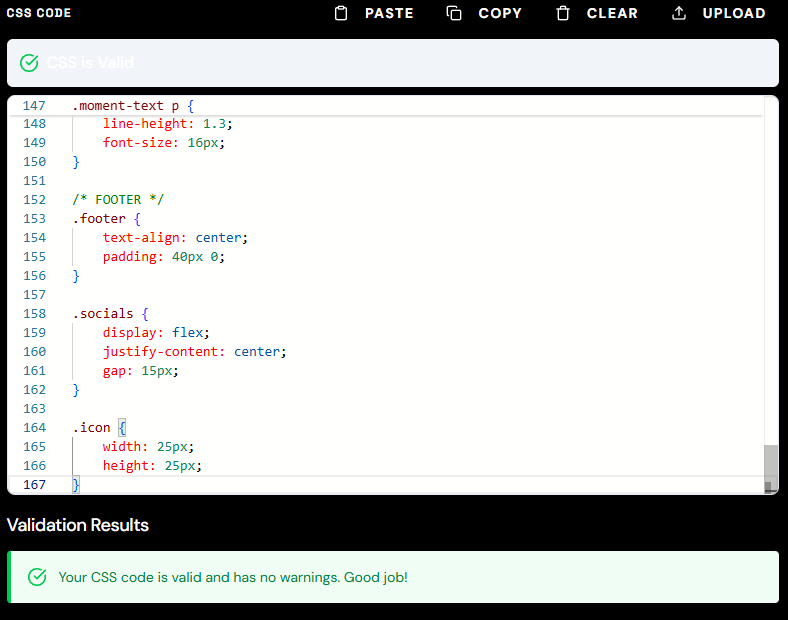 CSS CODE PASTE COPY CLEAR UPLOAD
CSS is Valid
147 .moment-text p {
148     line-height: 1.3;
149     font-size: 16px;
150 }
151
152 /* FOOTER */
153 .footer {
154     text-align: center;
155     padding: 40px 0;
156 }
157
158 .socials {
159     display: flex;
160     justify-content: center;
161     gap: 15px;
162 }
163
164 .icon {
165     width: 25px;
166     height: 25px;
167 }
Validation Results
Your CSS code is valid and has no warnings. Good job!